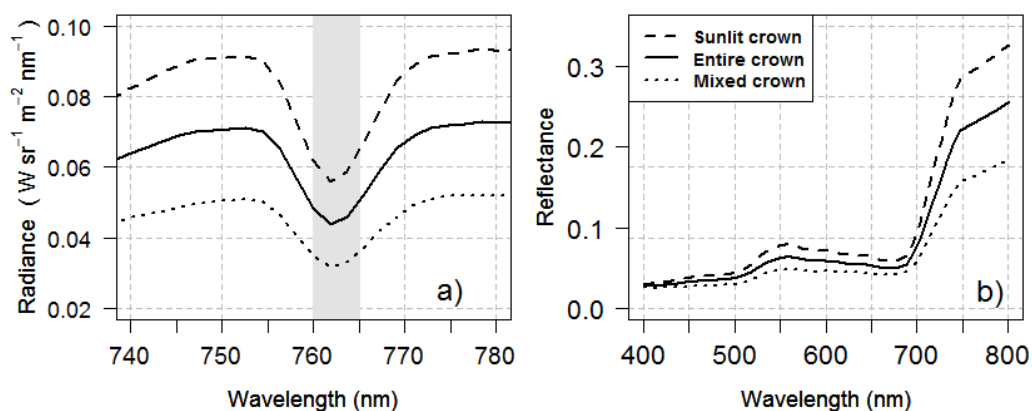 0.10
0.08
0.06
0.04
0.02
Radiance ( W sr⁻¹ m⁻² nm⁻¹
a)
740 750 760 770 780
Wavelength (nm)
Sunlit crown
Entire crown
Mixed crown
0.3
0.2
0.1
0.0
Reflectance
b)
400 500 600 700 800
Wavelength (nm)